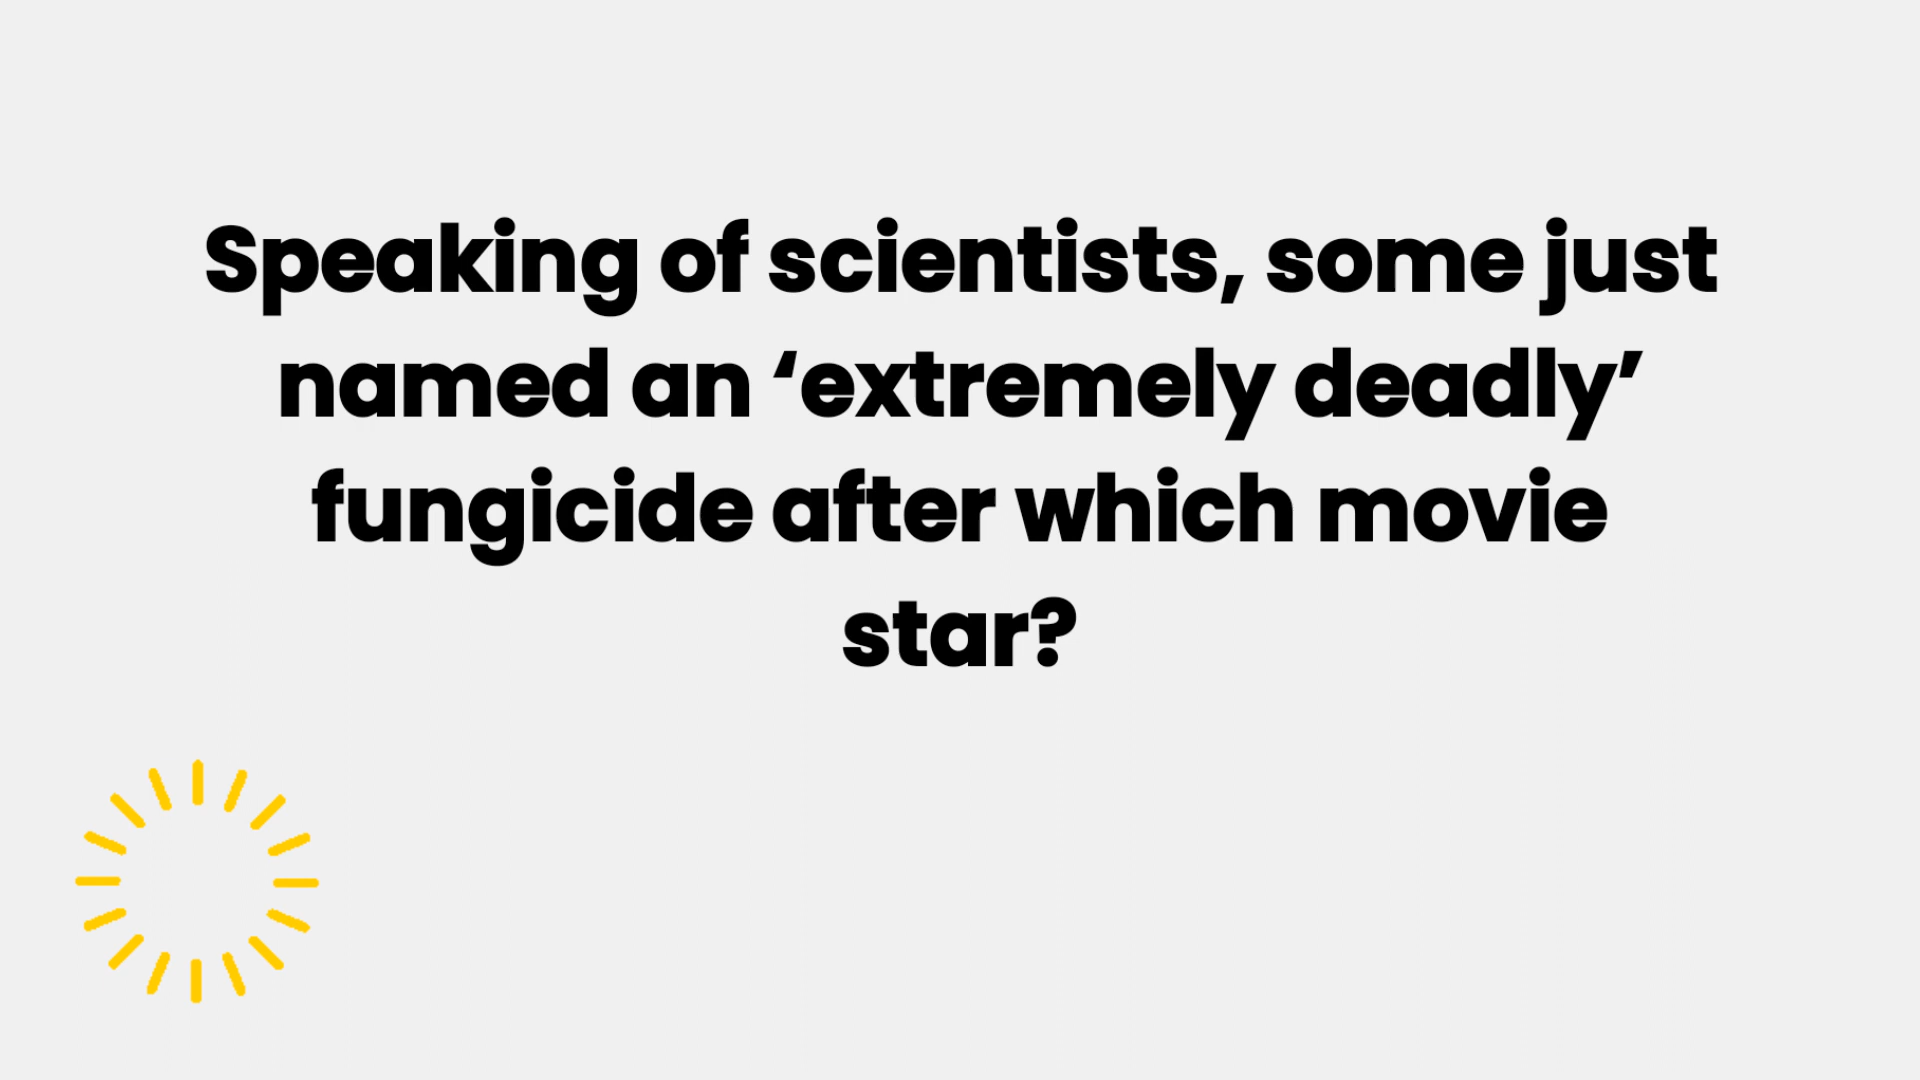 Speaking of scientists, some just
named an ‘extremely deadly’
fungicide after which movie
star?